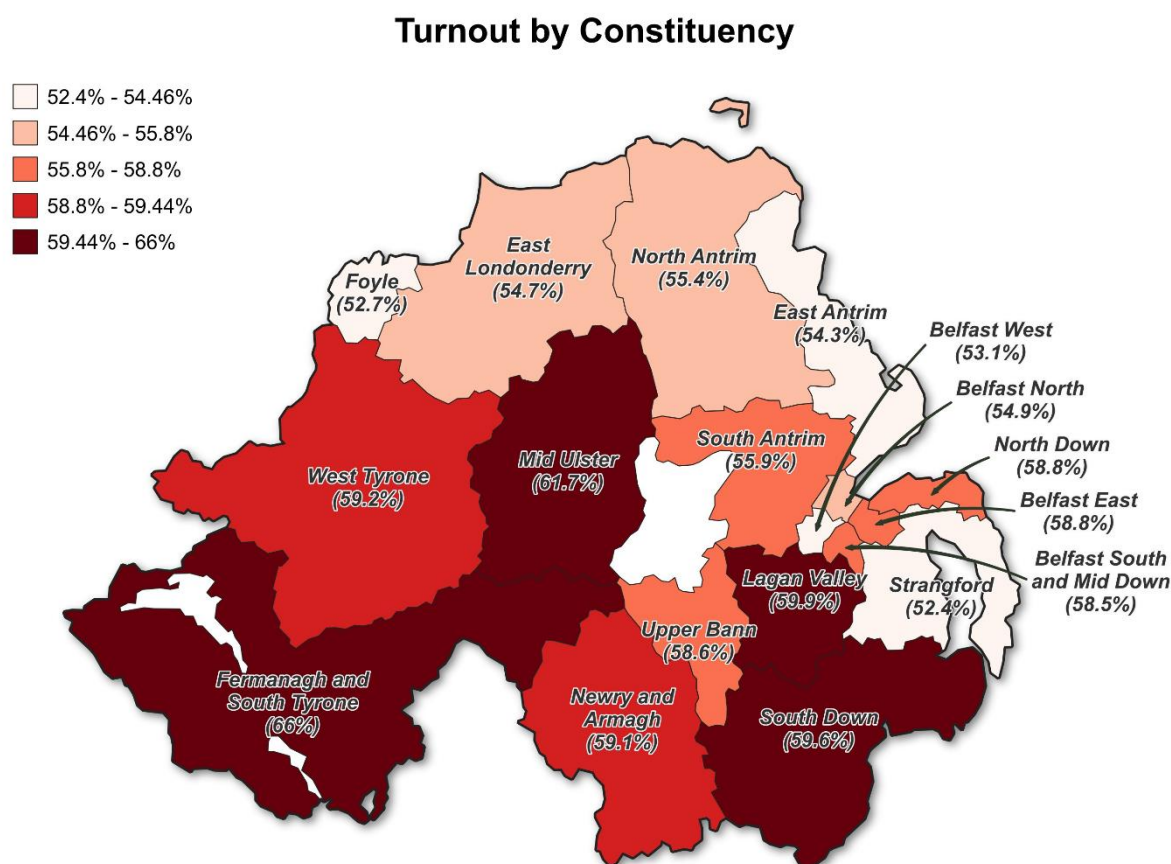 Turnout by Constituency
52.4% - 54.46%
54.46% - 55.8%
55.8% - 58.8%
58.8% - 59.44%
59.44% - 66%
East
Londonderry
(54.7%)
North Antrim
(55.4%)
Foyle
(52.7%)
East Antrim
(54.3%)
Belfast West
(53.1%)
Belfast North
(54.9%)
South Antrim
(55.9%)
North Down
(58.8%)
Mid Ulster
(61.7%)
West Tyrone
(59.2%)
Belfast East
(58.8%)
Belfast South
and Mid Down
(58.5%)
Lagan Valley
(59.9%)
Strangford
(52.4%)
Upper Bann
(58.6%)
Fermanagh and
South Tyrone
(66%)
Newry and
Armagh
(59.1%)
South Down
(59.6%)